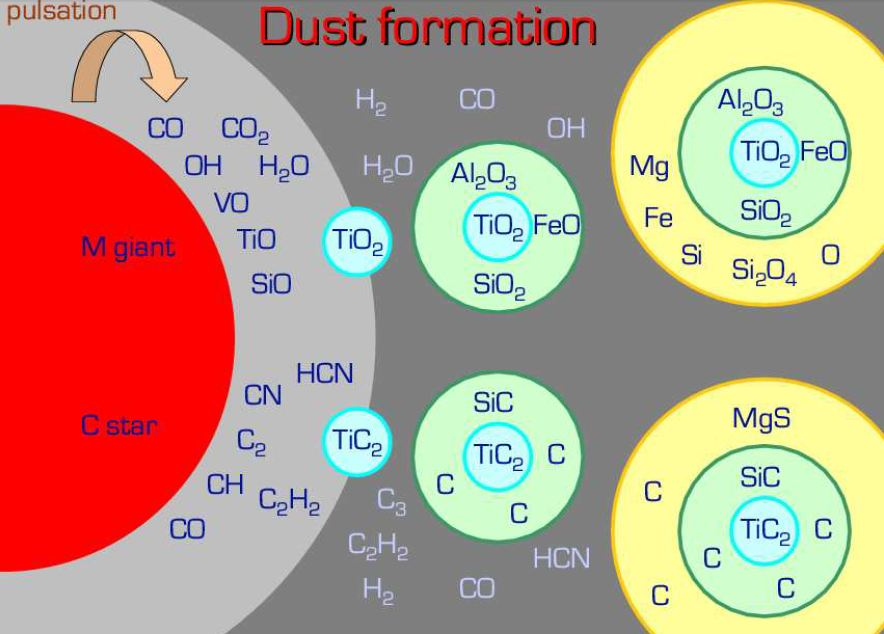 pulsation
Dust formation
H₂
CO
OH
H₂O
CO
CO₂
OH
H₂O
VO
TiO
SiO
M giant
TiO₂
Al₂O₃
TiO₂
FeO
SiO₂
Al₂O₃
TiO₂
FeO
SiO₂
Mg
Fe
Si
Si₂O₄
O
C star
HCN
CN
C₂
CH
C₂H₂
CO
TiC₂
C₃
C₂H₂
H₂
CO
HCN
SiC
TiC₂
C
C
C
MgS
SiC
TiC₂
C
C
C
C
C